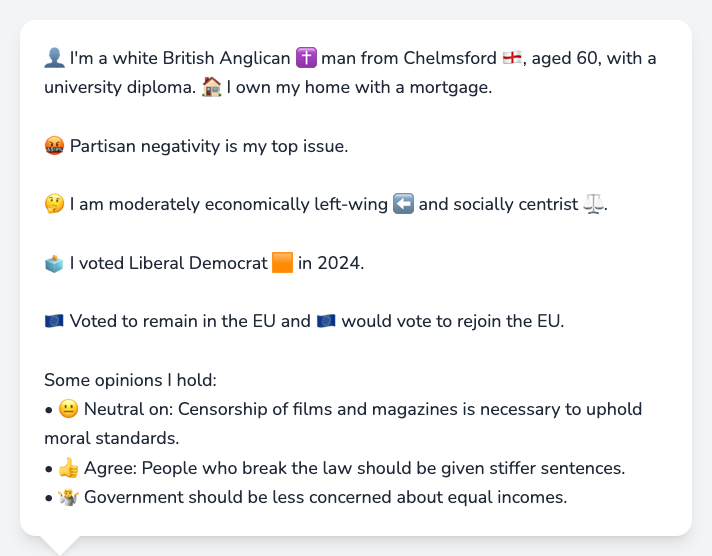 👤 I'm a white British Anglican ✝️ man from Chelmsford 🏴󠁧󠁢󠁥󠁮󠁧󠁿, aged 60, with a
university diploma. 🏠 I own my home with a mortgage.
🤬 Partisan negativity is my top issue.
🤔 I am moderately economically left-wing ⬅️ and socially centrist ⚖️.
🗳️ I voted Liberal Democrat 🟧 in 2024.
🇪🇺 Voted to remain in the EU and 🇪🇺 would vote to rejoin the EU.
Some opinions I hold:
• 😐 Neutral on: Censorship of films and magazines is necessary to uphold
moral standards.
• 👍 Agree: People who break the law should be given stiffer sentences.
• 🤷 Government should be less concerned about equal incomes.